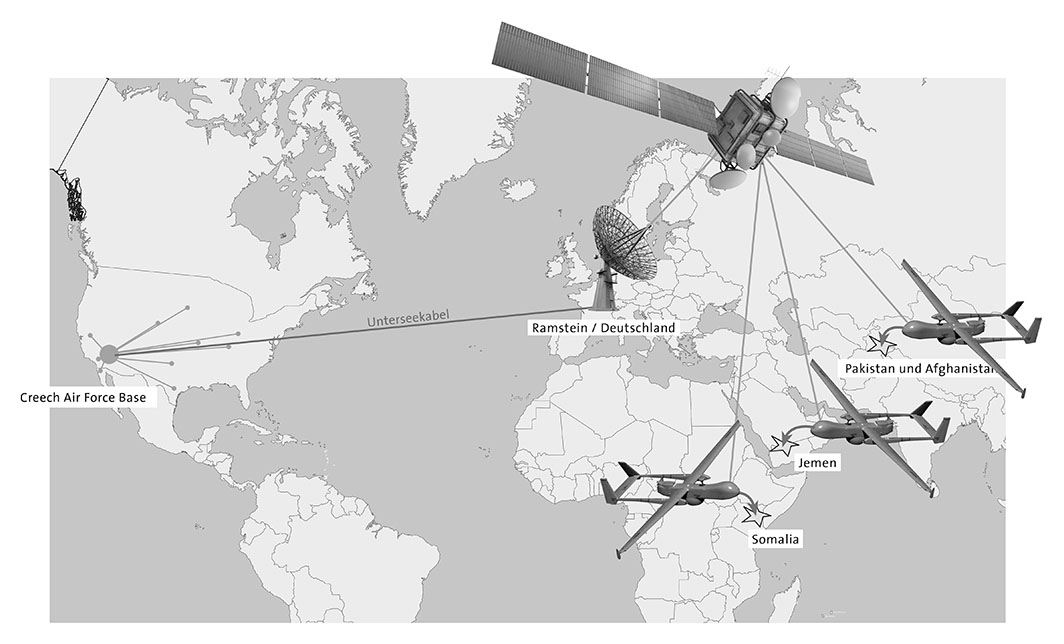 Unterseekabel
Ramstein / Deutschland
Creech Air Force Base
Pakistan und Afghanistan
Jemen
Somalia